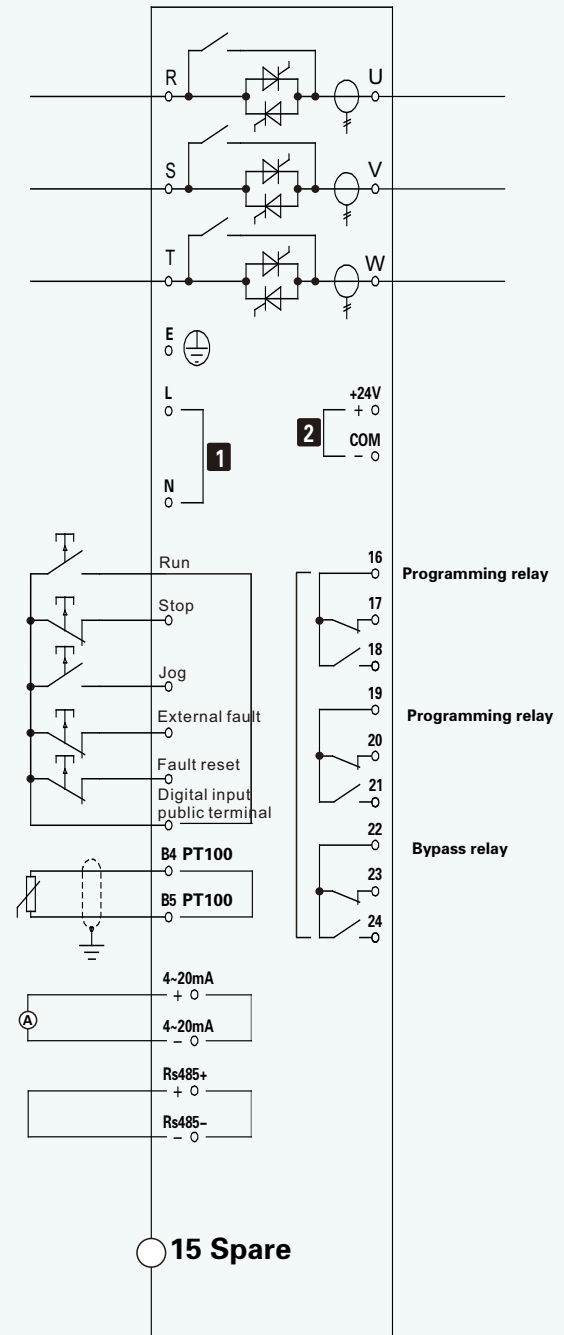 R
U
S
V
T
W
E
L
+24V
+
2
COM
1
–
N
16
Run
Programming relay
17
Stop
18
Jog
19
External fault
Programming relay
20
Fault reset
21
Digital input
public terminal
22
B4 PT100
Bypass relay
23
B5 PT100
24
4~20mA
+
A
4~20mA
–
Rs485+
+
Rs485–
–
15 Spare